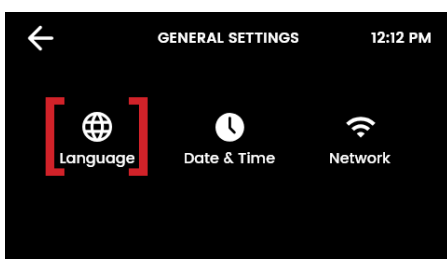 GENERAL SETTINGS 12:12 PM
Language Date & Time Network